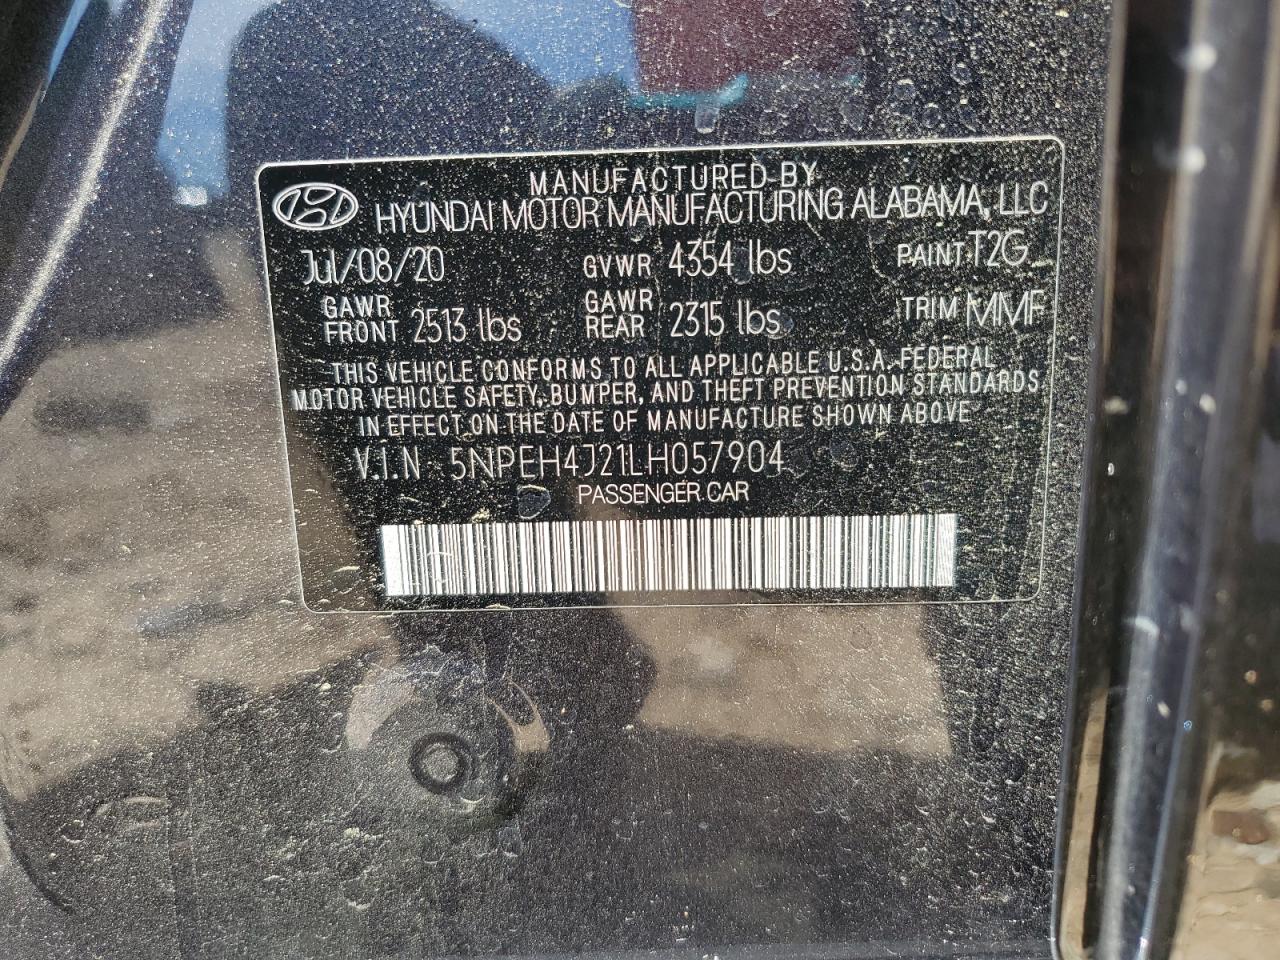 MANUFACTURED BY
HYUNDAI MOTOR MANUFACTURING ALABAMA, LLC
Jul/08/20 GVWR 4354 lbs PAINT T2G
GAWR FRONT 2513 lbs GAWR REAR 2315 lbs TRIM MMF
THIS VEHICLE CONFORMS TO ALL APPLICABLE U.S.A. FEDERAL
MOTOR VEHICLE SAFETY, BUMPER, AND THEFT PREVENTION STANDARDS
IN EFFECT ON THE DATE OF MANUFACTURE SHOWN ABOVE
V.I.N 5NPEH4J21LH057904
PASSENGER CAR